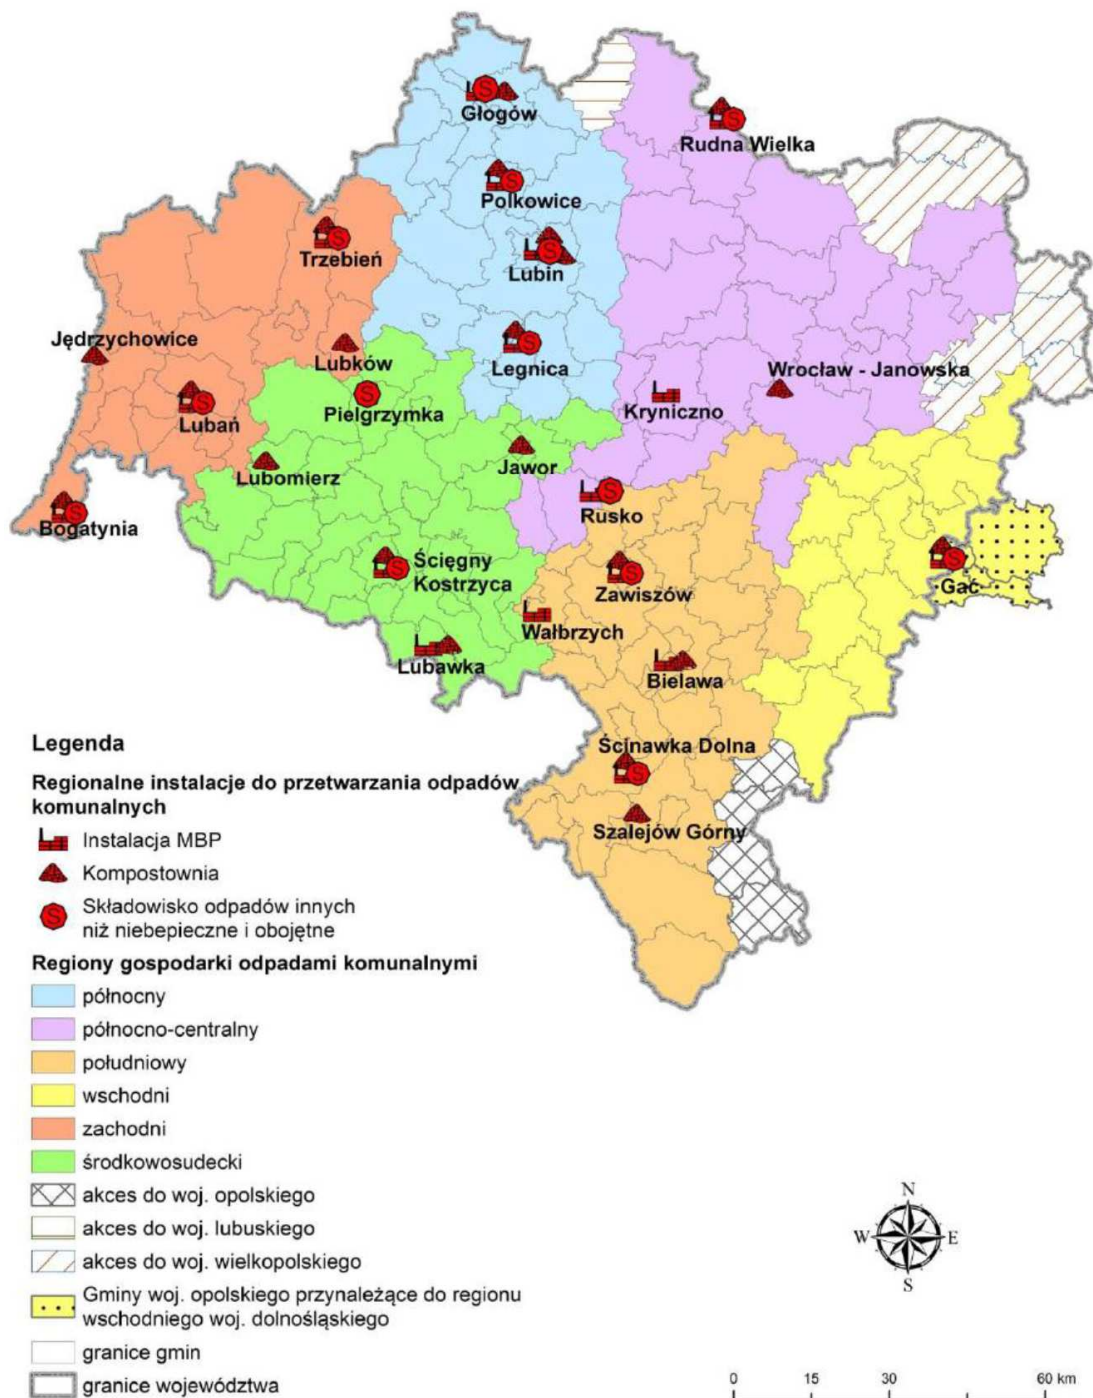 Głogów
Rudna Wielka
Polkowice
Trzebień
Lubin
Jędrzychowice
Lubków
Legnica
Wrocław - Janowska
Pielgrzymka
Kryniczno
Lubań
Jawor
Lubomierz
Rusko
Bogatynia
Ścięgny
Kostrzyca
Zawiszów
Gać
Wałbrzych
Lubawka
Bielawa
Ścinawka Dolna
Szalejów Górny
Legenda
Regionalne instalacje do przetwarzania odpadów
komunalnych
Instalacja MBP
Kompostownia
S Składowisko odpadów innych
niż niebepieczne i obojętne
Regiony gospodarki odpadami komunalnymi
północny
północno-centralny
południowy
wschodni
zachodni
środkowosudecki
akces do woj. opolskiego
akces do woj. lubuskiego
akces do woj. wielkopolskiego
Gminy woj. opolskiego przynależące do regionu
wschodniego woj. dolnośląskiego
granice gmin
granice województwa
N
W E
S
0 15 30 60 km